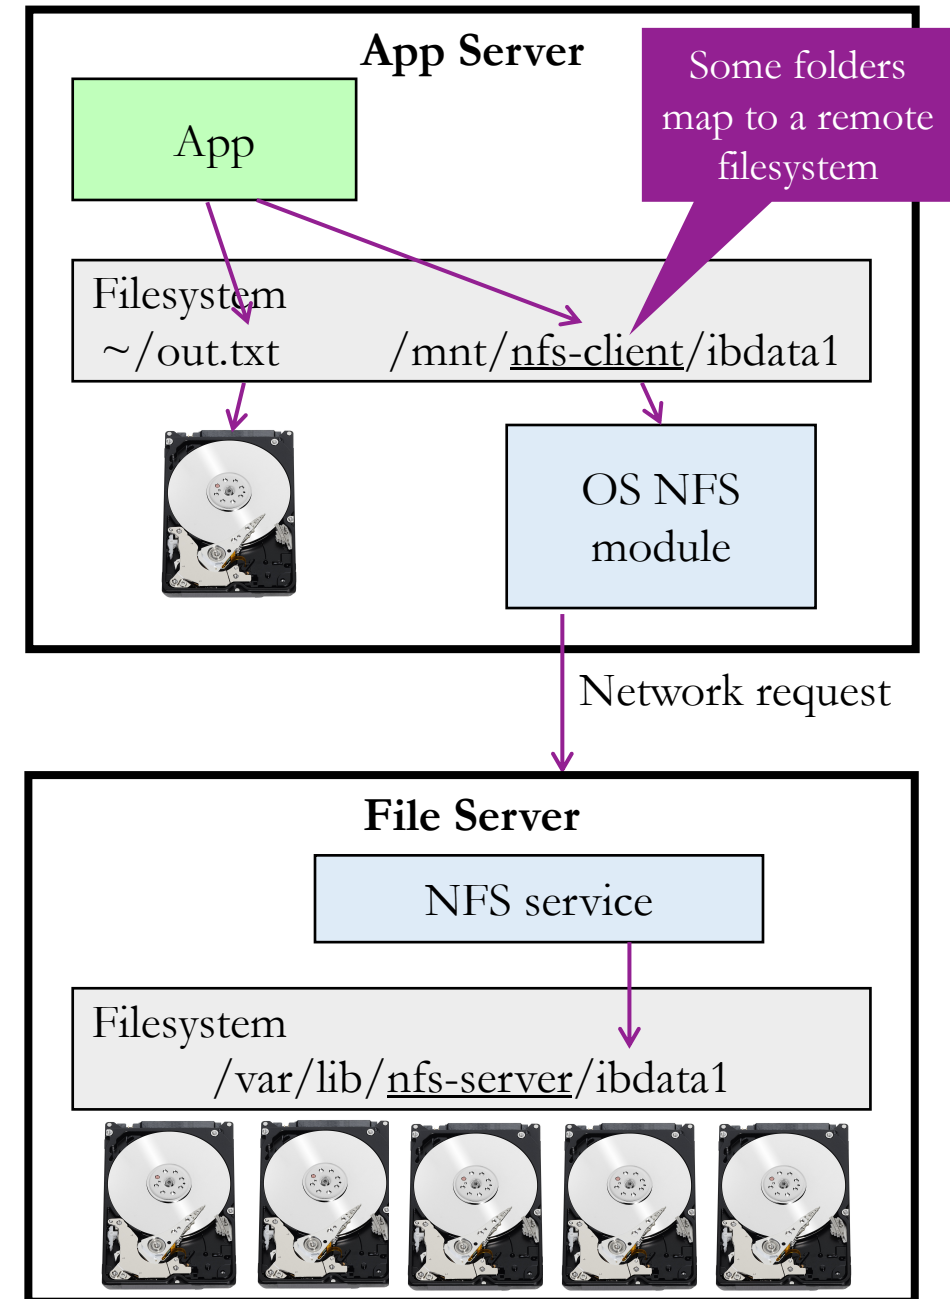 App Server
Some folders
map to a remote
filesystem
App
Filesystem
~/out.txt
/mnt/nfs-client/ibdata1
OS NFS
module
Network request
File Server
NFS service
Filesystem
/var/lib/nfs-server/ibdata1